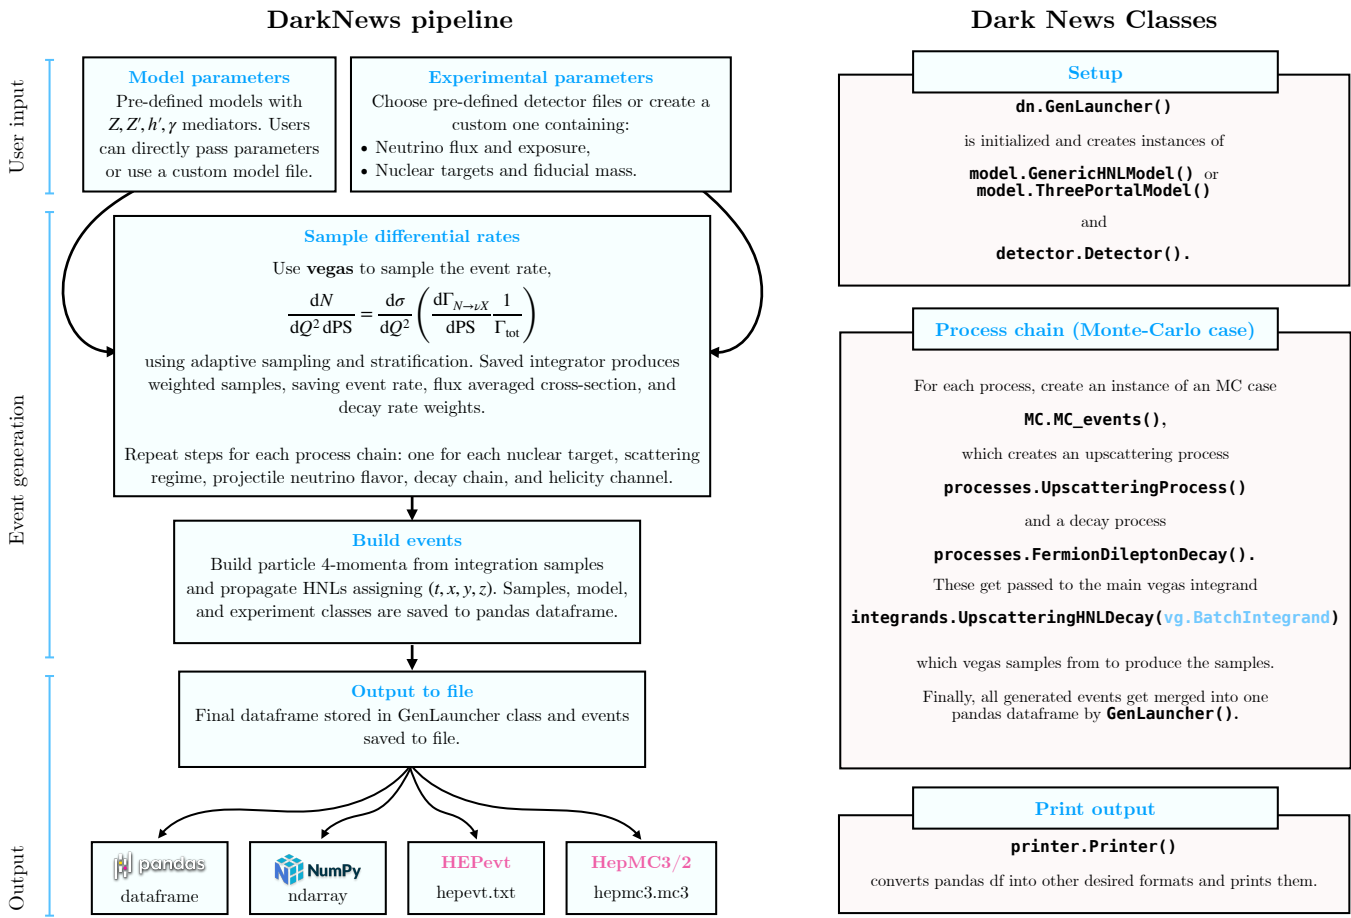 DarkNews pipeline
User input
Model parameters
Pre-defined models with
Z, Z′, h′, γ mediators. Users
can directly pass parameters
or use a custom model file.
Experimental parameters
Choose pre-defined detector files or create a
custom one containing:
• Neutrino flux and exposure,
• Nuclear targets and fiducial mass.
Event generation
Sample differential rates
Use vegas to sample the event rate,
dN/dQ² dPS = dσ/dQ² (dΓ_{N→νX}/dPS 1/Γ_tot)
using adaptive sampling and stratification. Saved integrator produces
weighted samples, saving event rate, flux averaged cross-section, and
decay rate weights.
Repeat steps for each process chain: one for each nuclear target, scattering
regime, projectile neutrino flavor, decay chain, and helicity channel.
Build events
Build particle 4-momenta from integration samples
and propagate HNLs assigning (t, x, y, z). Samples, model,
and experiment classes are saved to pandas dataframe.
Output
Output to file
Final dataframe stored in GenLauncher class and events
saved to file.
pandas
dataframe
NumPy
ndarray
HEPevt
hepevt.txt
HepMC3/2
hepmc3.mc3
Dark News Classes
Setup
dn.GenLauncher()
is initialized and creates instances of
model.GenericHNLModel() or
model.ThreePortalModel()
and
detector.Detector().
Process chain (Monte-Carlo case)
For each process, create an instance of an MC case
MC.MC_events(),
which creates an upscattering process
processes.UpscatteringProcess()
and a decay process
processes.FermionDileptonDecay().
These get passed to the main vegas integrand
integrands.UpscatteringHNLDecay(vg.BatchIntegrand)
which vegas samples from to produce the samples.
Finally, all generated events get merged into one
pandas dataframe by GenLauncher().
Print output
printer.Printer()
converts pandas df into other desired formats and prints them.